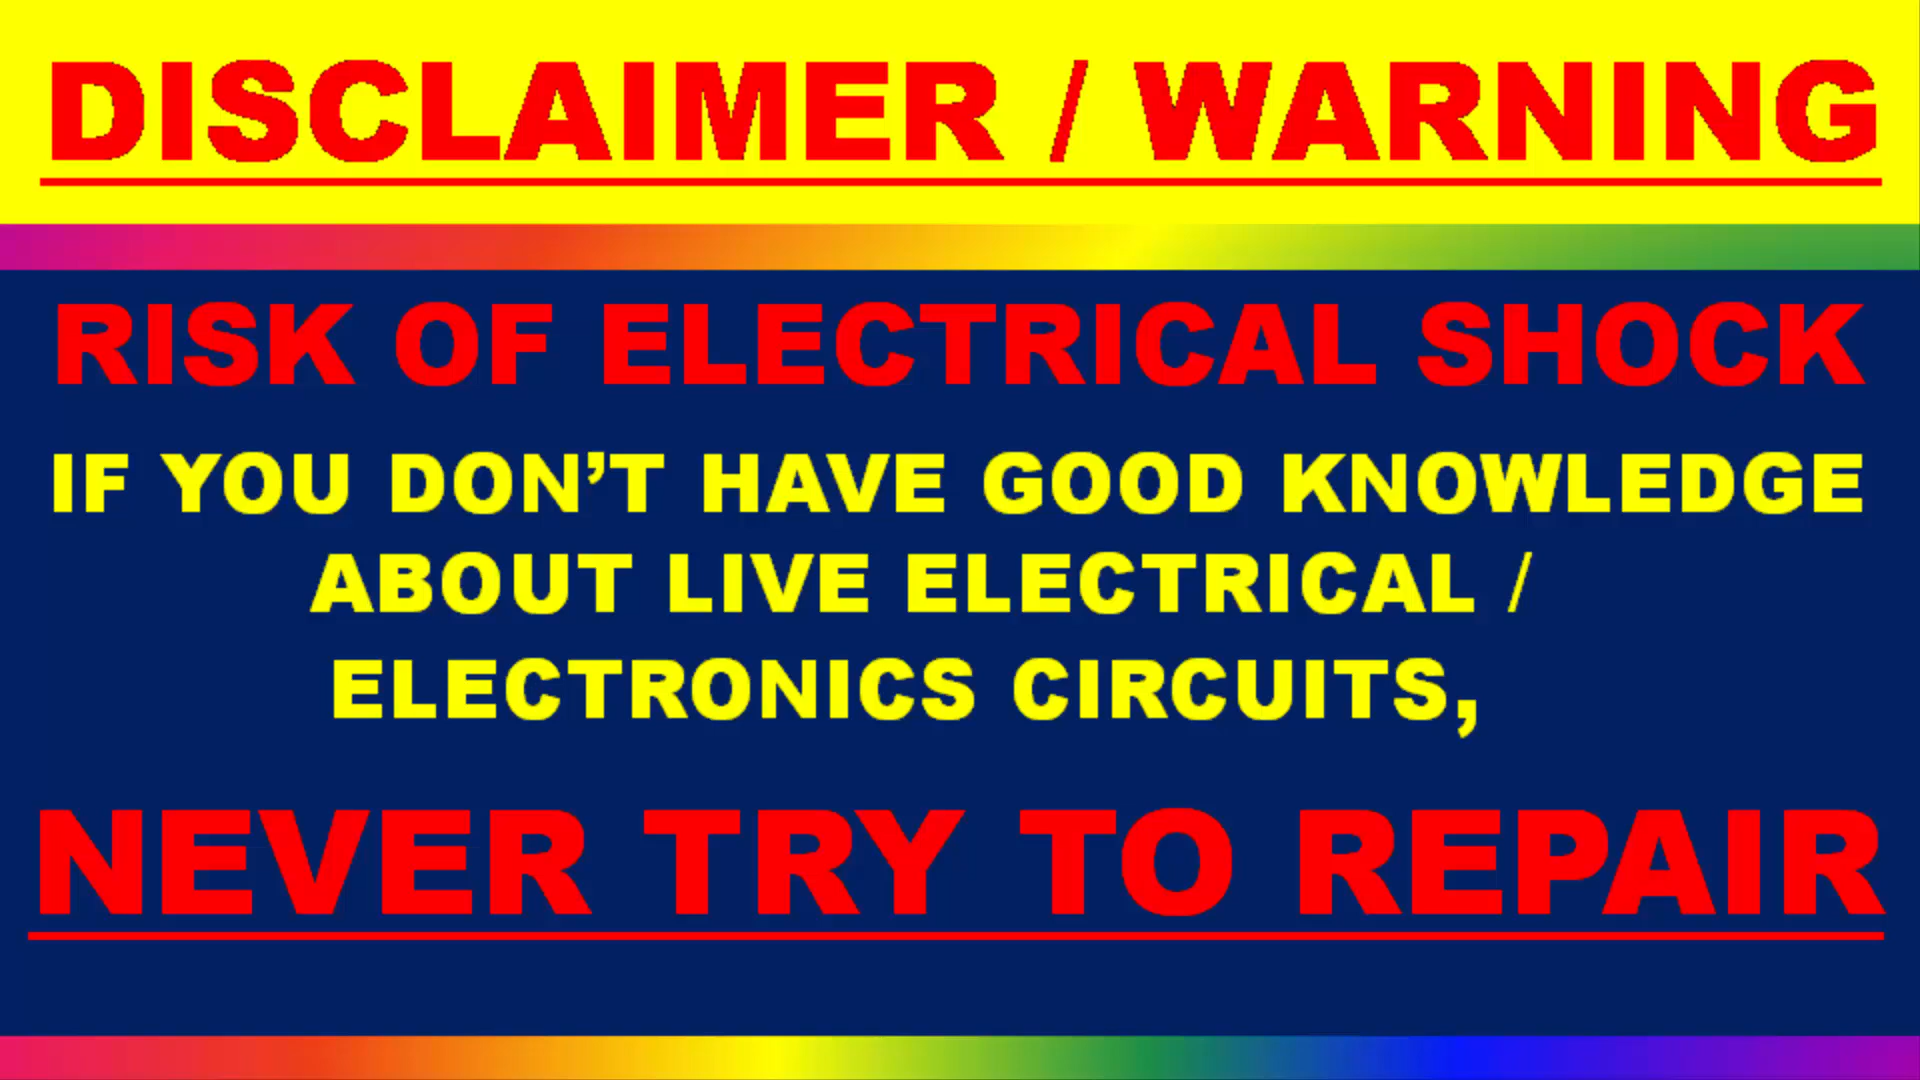 DISCLAIMER / WARNING
RISK OF ELECTRICAL SHOCK
IF YOU DON’T HAVE GOOD KNOWLEDGE
ABOUT LIVE ELECTRICAL /
ELECTRONICS CIRCUITS,
NEVER TRY TO REPAIR